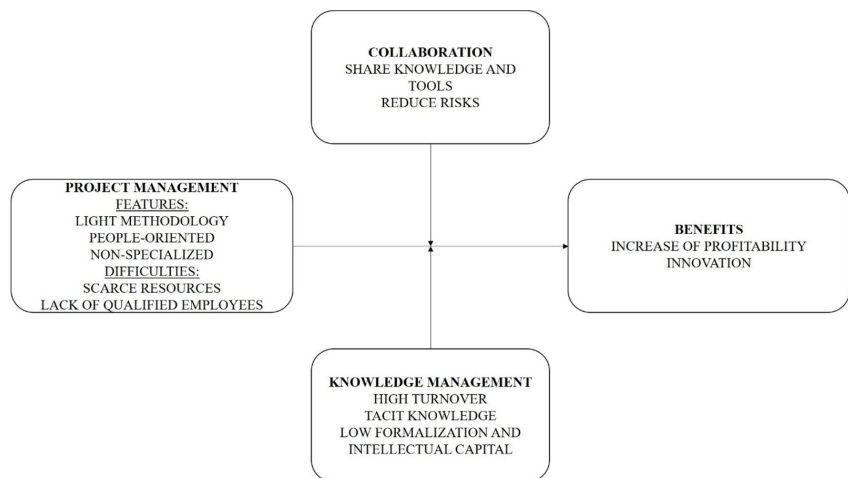 COLLABORATION
SHARE KNOWLEDGE AND
TOOLS
REDUCE RISKS
PROJECT MANAGEMENT
FEATURES:
LIGHT METHODOLOGY
PEOPLE-ORIENTED
NON-SPECIALIZED
DIFFICULTIES:
SCARCE RESOURCES
LACK OF QUALIFIED EMPLOYEES
BENEFITS
INCREASE OF PROFITABILITY
INNOVATION
KNOWLEDGE MANAGEMENT
HIGH TURNOVER
TACIT KNOWLEDGE
LOW FORMALIZATION AND
INTELLECTUAL CAPITAL